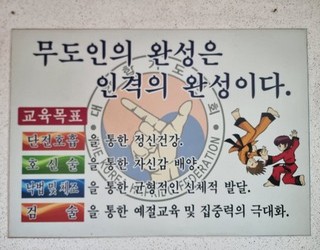 무도인의 완성은
인격의 완성이다.
교육목표
단전호흡 을 통한 정신건강.
호신술 을 통한 자신감 배양.
낙법 및 체조 을 통한 균형적인 신체적 발달.
검술 을 통한 예절교육 및 집중력의 극대화.